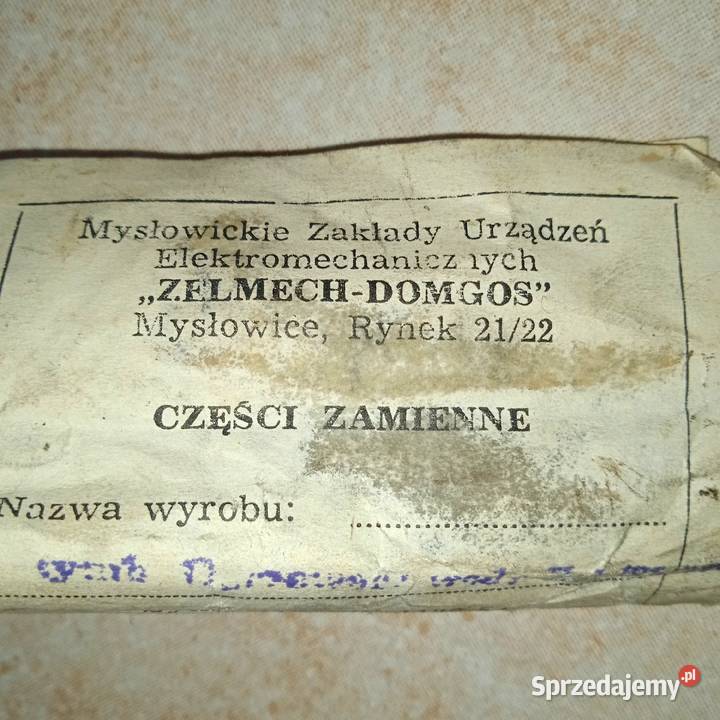 Mysłowickie Zakłady Urządzeń
Elektromechanicznych
„ZELMECH-DOMGOS”
Mysłowice, Rynek 21/22
CZĘŚCI ZAMIENNE
Nazwa wyrobu:
Sprzedajemy.pl